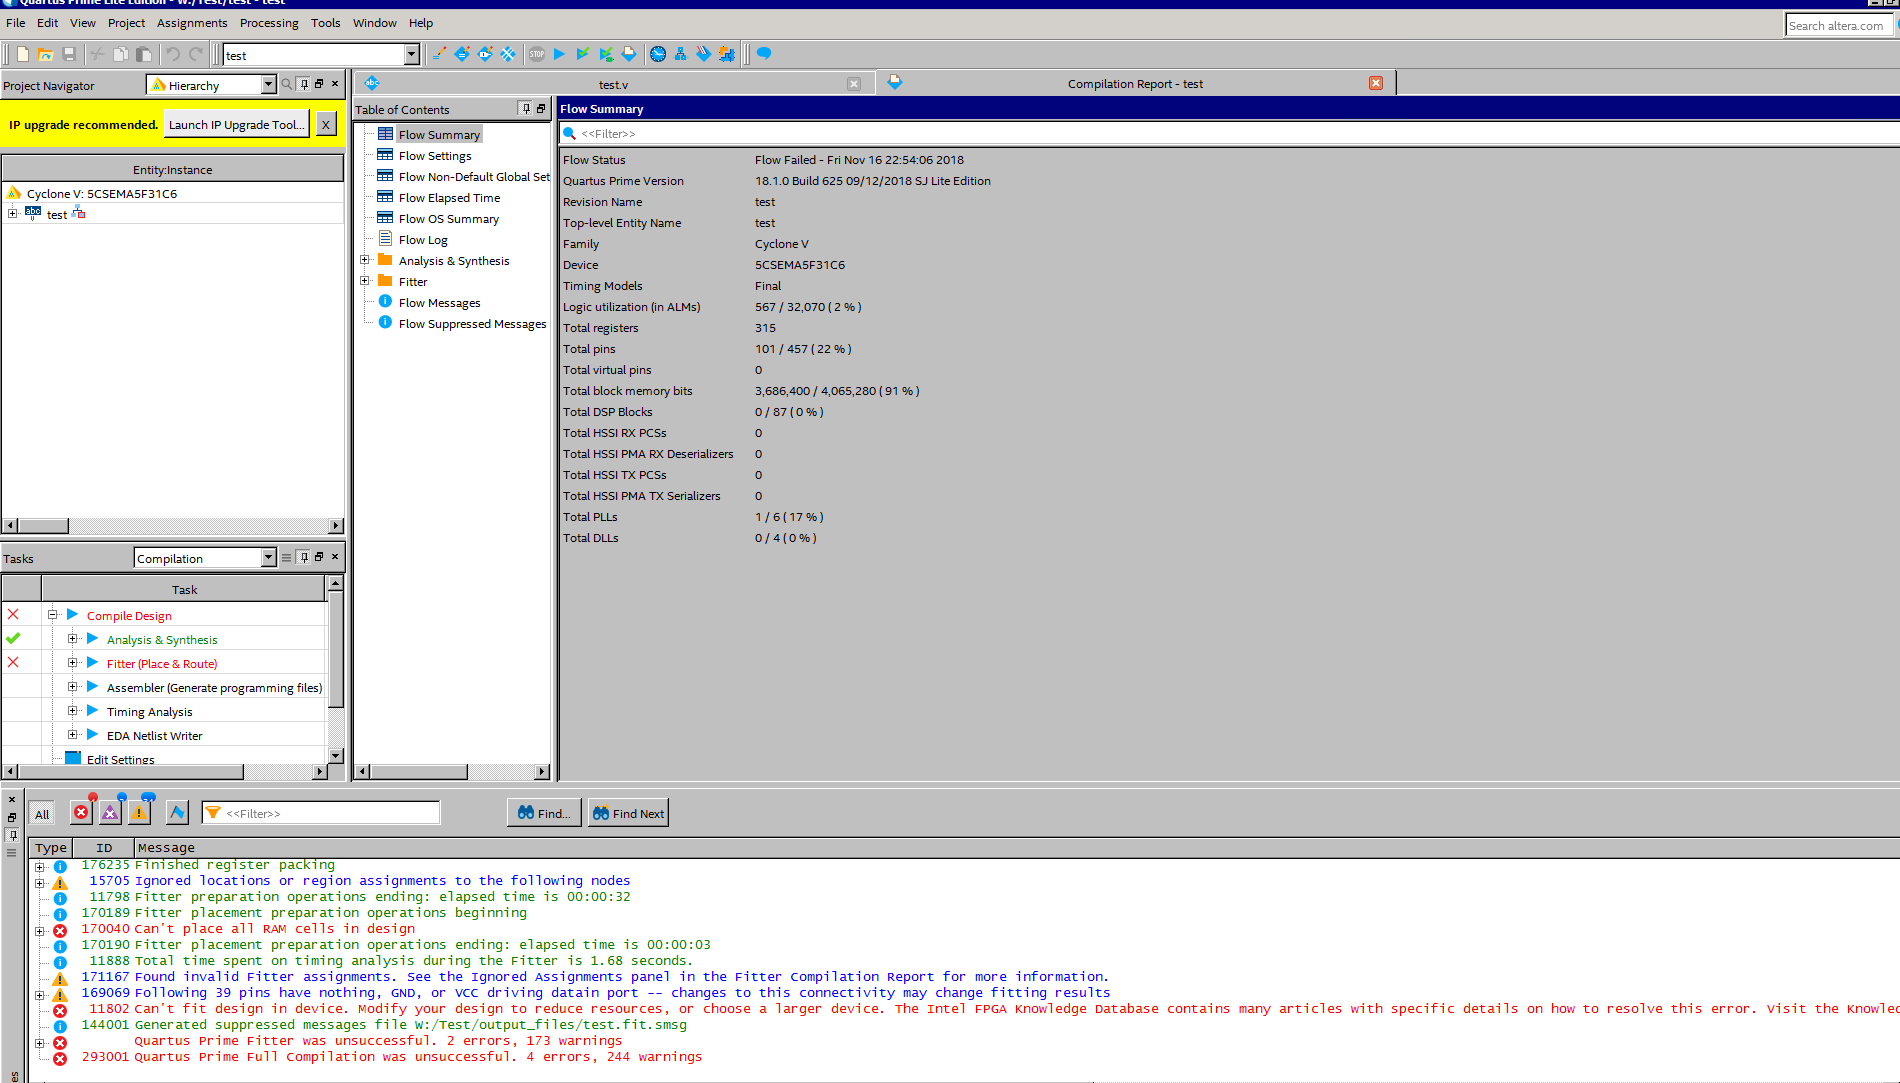 Quartus Prime Lite Edition - W:/Test/test - test
File Edit View Project Assignments Processing Tools Window Help
Search altera.com
test
STOP
Project Navigator Hierarchy
IP upgrade recommended. Launch IP Upgrade Tool... X
Entity:Instance
Cyclone V: 5CSEMA5F31C6
abc test
abc test.v
Compilation Report - test
Table of Contents
Flow Summary
Flow Settings
Flow Non-Default Global Set
Flow Elapsed Time
Flow OS Summary
Flow Log
Analysis & Synthesis
Fitter
Flow Messages
Flow Suppressed Messages
Flow Summary
<<Filter>>
Flow Status Flow Failed - Fri Nov 16 22:54:06 2018
Quartus Prime Version 18.1.0 Build 625 09/12/2018 SJ Lite Edition
Revision Name test
Top-level Entity Name test
Family Cyclone V
Device 5CSEMA5F31C6
Timing Models Final
Logic utilization (in ALMs) 567 / 32,070 ( 2 % )
Total registers 315
Total pins 101 / 457 ( 22 % )
Total virtual pins 0
Total block memory bits 3,686,400 / 4,065,280 ( 91 % )
Total DSP Blocks 0 / 87 ( 0 % )
Total HSSI RX PCSs 0
Total HSSI PMA RX Deserializers 0
Total HSSI TX PCSs 0
Total HSSI PMA TX Serializers 0
Total PLLs 1 / 6 ( 17 % )
Total DLLs 0 / 4 ( 0 % )
Tasks Compilation
Task
Compile Design
Analysis & Synthesis
Fitter (Place & Route)
Assembler (Generate programming files)
Timing Analysis
EDA Netlist Writer
Edit Settings
All <<Filter>> Find... Find Next
Type ID Message
176235 Finished register packing
15705 Ignored locations or region assignments to the following nodes
11798 Fitter preparation operations ending: elapsed time is 00:00:32
170189 Fitter placement preparation operations beginning
170040 Can't place all RAM cells in design
170190 Fitter placement preparation operations ending: elapsed time is 00:00:03
11888 Total time spent on timing analysis during the Fitter is 1.68 seconds.
171167 Found invalid Fitter assignments. See the Ignored Assignments panel in the Fitter Compilation Report for more information.
169069 Following 39 pins have nothing, GND, or VCC driving datain port -- changes to this connectivity may change fitting results
11802 Can't fit design in device. Modify your design to reduce resources, or choose a larger device. The Intel FPGA Knowledge Database contains many articles with specific details on how to resolve this error. Visit the Knowled
144001 Generated suppressed messages file W:/Test/output_files/test.fit.smsg
Quartus Prime Fitter was unsuccessful. 2 errors, 173 warnings
293001 Quartus Prime Full Compilation was unsuccessful. 4 errors, 244 warnings